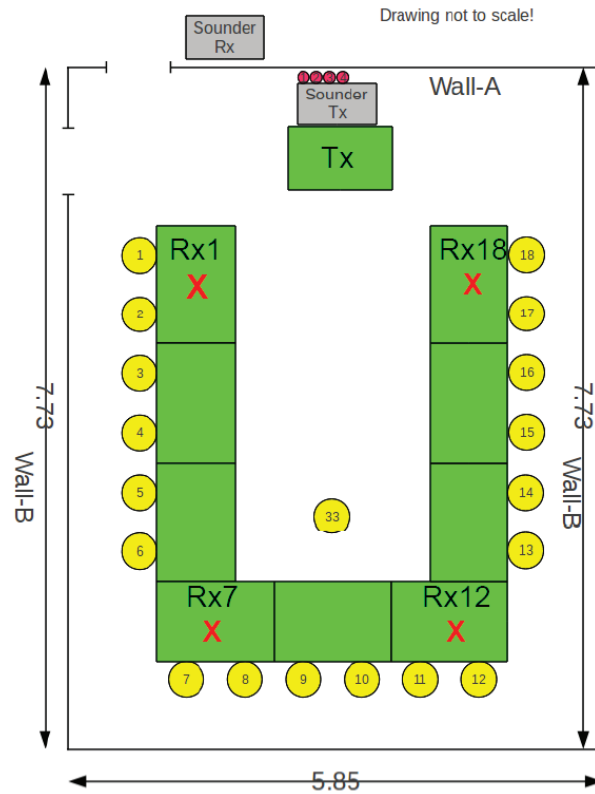 Drawing not to scale!
Sounder
Rx
Wall-A
Sounder
Tx
Tx
Rx1
X
Rx18
X
1
18
2
17
3
16
4
15
5
14
6
13
33
7.73
Wall-B
7.73
Wall-B
Rx7
X
Rx12
X
7
8
9
10
11
12
5.85